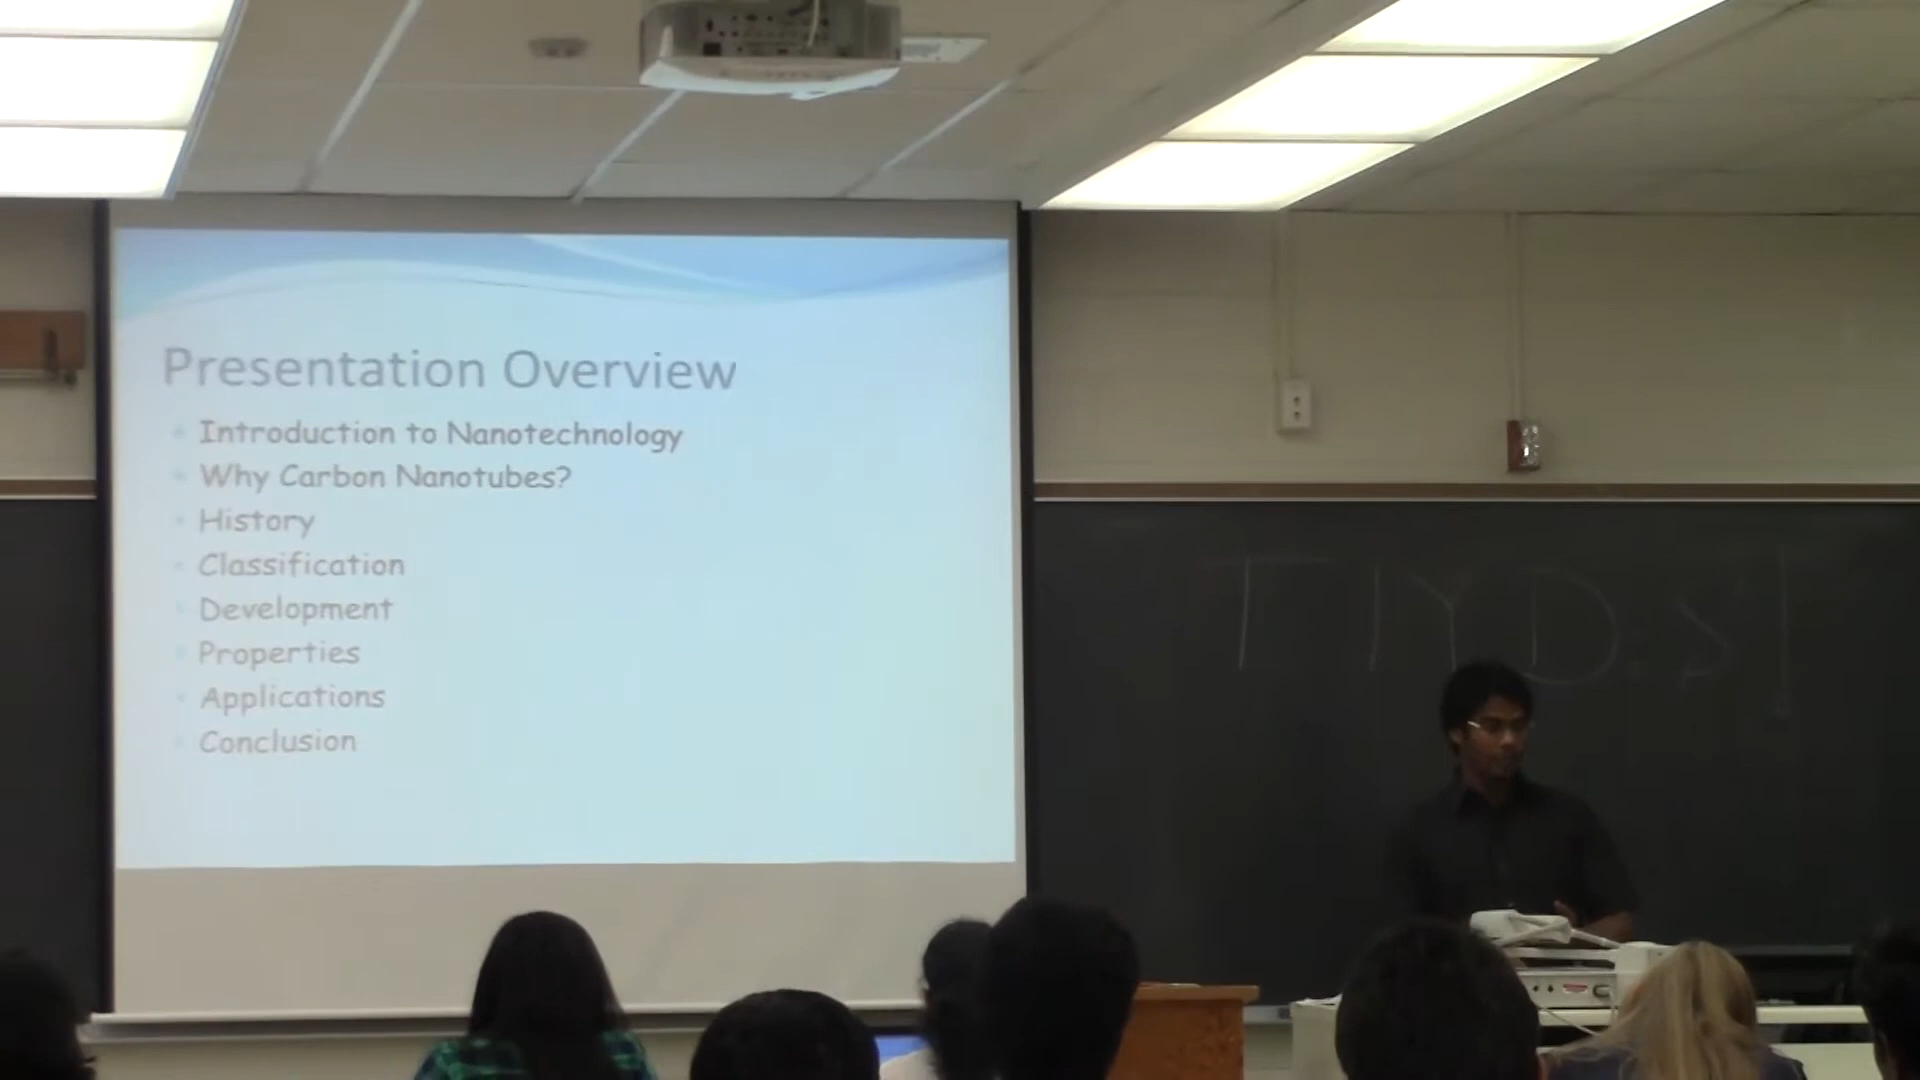 Presentation Overview
Introduction to Nanotechnology
Why Carbon Nanotubes?
History
Classification
Development
Properties
Applications
Conclusion